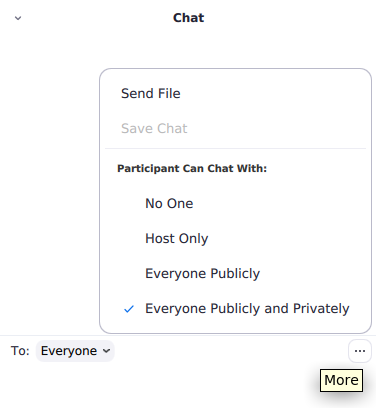 Chat
Send File
Save Chat
Participant Can Chat With:
No One
Host Only
Everyone Publicly
Everyone Publicly and Privately
To: Everyone
More